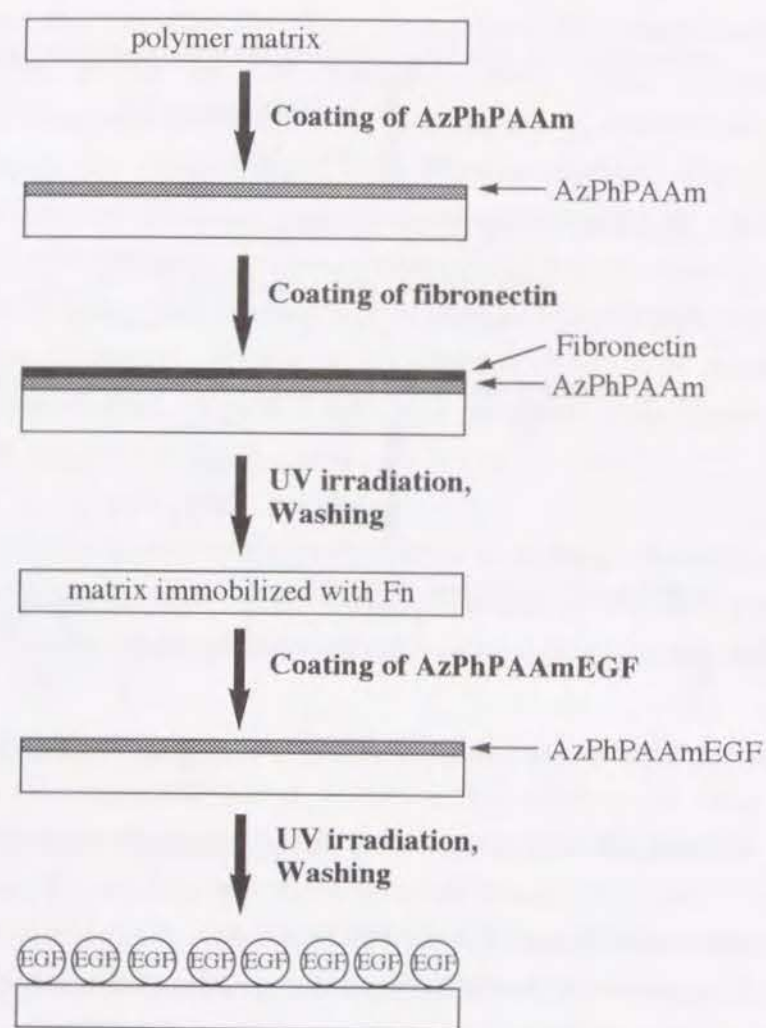 polymer matrix
Coating of AzPhPAAm
AzPhPAAm
Coating of fibronectin
Fibronectin
AzPhPAAm
UV irradiation,
Washing
matrix immobilized with Fn
Coating of AzPhPAAmEGF
AzPhPAAmEGF
UV irradiation,
Washing
EGF EGF EGF EGF EGF EGF EGF EGF